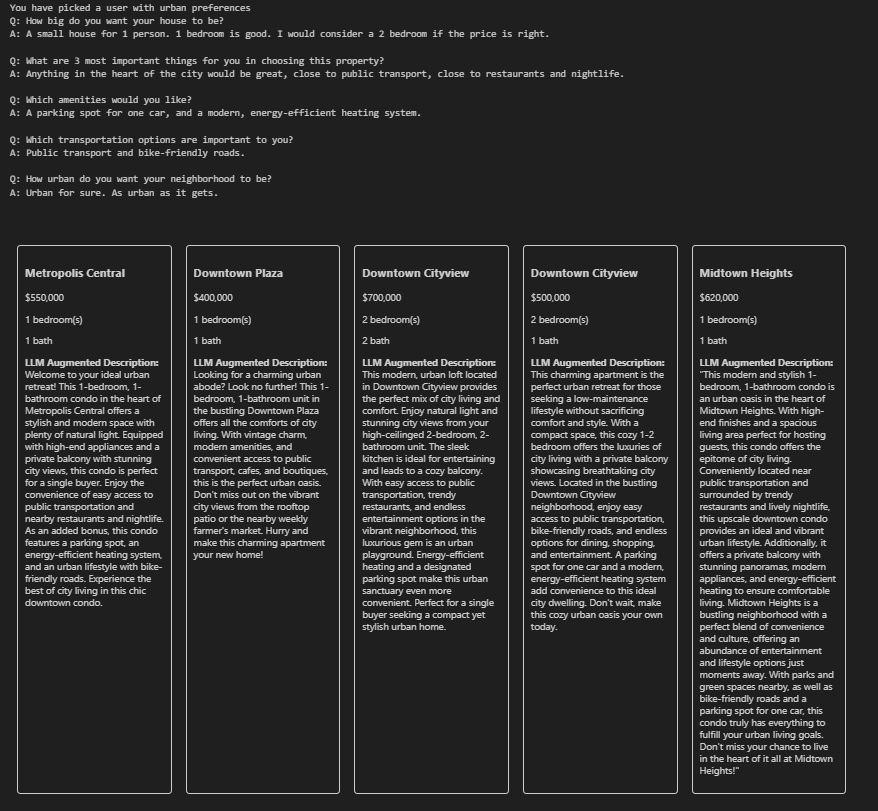 You have picked a user with urban preferences
Q: How big do you want your house to be?
A: A small house for 1 person. 1 bedroom is good. I would consider a 2 bedroom if the price is right.
Q: What are 3 most important things for you in choosing this property?
A: Anything in the heart of the city would be great, close to public transport, close to restaurants and nightlife.
Q: Which amenities would you like?
A: A parking spot for one car, and a modern, energy-efficient heating system.
Q: Which transportation options are important to you?
A: Public transport and bike-friendly roads.
Q: How urban do you want your neighborhood to be?
A: Urban for sure. As urban as it gets.
Metropolis Central
$550,000
1 bedroom(s)
1 bath
LLM Augmented Description:
Welcome to your ideal urban
retreat! This 1-bedroom, 1-
bathroom condo in the heart of
Metropolis Central offers a
stylish and modern space with
plenty of natural light. Equipped
with high-end appliances and a
private balcony with stunning
city views, this condo is perfect
for a single buyer. Enjoy the
convenience of easy access to
public transportation and
nearby restaurants and nightlife.
As an added bonus, this condo
features a parking spot, an
energy-efficient heating system,
and an urban lifestyle with bike-
friendly roads. Experience the
best of city living in this chic
downtown condo.
Downtown Plaza
$400,000
1 bedroom(s)
1 bath
LLM Augmented Description:
Looking for a charming urban
abode? Look no further! This 1-
bedroom, 1-bathroom unit in
the bustling Downtown Plaza
offers all the comforts of city
living. With vintage charm,
modern amenities, and
convenient access to public
transport, cafes, and boutiques,
this is the perfect urban oasis.
Don't miss out on the vibrant
city views from the rooftop
patio or the nearby weekly
farmer's market. Hurry and
make this charming apartment
your new home!
Downtown Cityview
$700,000
2 bedroom(s)
2 bath
LLM Augmented Description:
This modern, urban loft located
in Downtown Cityview provides
the perfect mix of city living and
comfort. Enjoy natural light and
stunning city views from your
high-ceilinged 2-bedroom, 2-
bathroom unit. The sleek
kitchen is ideal for entertaining
and leads to a cozy balcony.
With easy access to public
transportation, trendy
restaurants, and endless
entertainment options in the
vibrant neighborhood, this
luxurious gem is an urban
playground. Energy-efficient
heating and a designated
parking spot make this urban
sanctuary even more
convenient. Perfect for a single
buyer seeking a compact yet
stylish urban home.
Downtown Cityview
$500,000
2 bedroom(s)
1 bath
LLM Augmented Description:
This charming apartment is the
perfect urban retreat for those
seeking a low-maintenance
lifestyle without sacrificing
comfort and style. With a
compact space, this cozy 1-2
bedroom offers the luxuries of
city living with a private balcony
showcasing breathtaking city
views. Located in the bustling
Downtown Cityview
neighborhood, enjoy easy
access to public transportation,
bike-friendly roads, and endless
options for dining, shopping,
and entertainment. A parking
spot for one car and a modern,
energy-efficient heating system
add convenience to this ideal
city dwelling. Don't wait, make
this cozy urban oasis your own
today.
Midtown Heights
$620,000
1 bedroom(s)
1 bath
LLM Augmented Description:
"This modern and stylish 1-
bedroom, 1-bathroom condo is
an urban oasis in the heart of
Midtown Heights. With high-
end finishes and a spacious
living area perfect for hosting
guests, this condo offers the
epitome of city living.
Conveniently located near
public transportation and
surrounded by trendy
restaurants and lively nightlife,
this upscale downtown condo
provides an ideal and vibrant
urban lifestyle. Additionally, it
offers a private balcony with
stunning panoramas, modern
appliances, and energy-efficient
heating to ensure comfortable
living. Midtown Heights is a
bustling neighborhood with a
perfect blend of convenience
and culture, offering an
abundance of entertainment
and lifestyle options just
moments away. With parks and
green spaces nearby, as well as
bike-friendly roads and a
parking spot for one car, this
condo truly has everything to
fulfill your urban living goals.
Don't miss your chance to live
in the heart of it all at Midtown
Heights!"